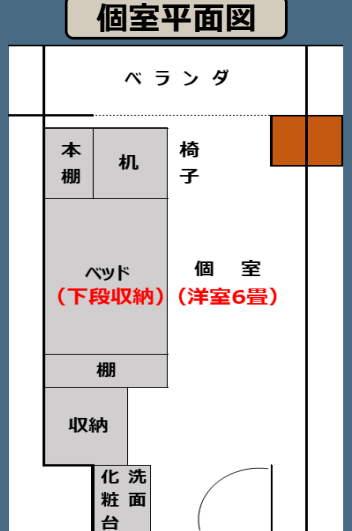 個室平面図
ベランダ
本棚
机
椅子
ベッド
(下段収納)
個 室
(洋室6畳)
棚
収納
洗面
化粧台